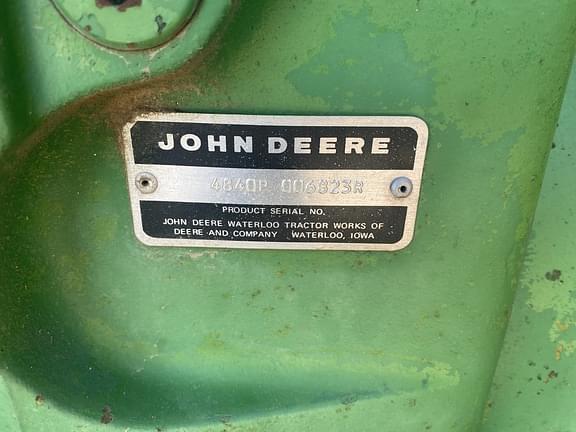 JOHN DEERE
4840P 006823R
PRODUCT SERIAL NO.
JOHN DEERE WATERLOO TRACTOR WORKS OF
DEERE AND COMPANY WATERLOO, IOWA